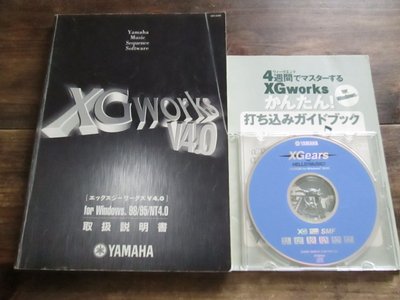 Yamaha
Music
Sequence
Software
XGworks
V4.0
[エックスジーワークス V4.0]
for Windows. 98/95/NT4.0
取扱説明書
YAMAHA
4週間でマスターする
XGworks
かんたん!
打ち込みガイドブック
YAMAHA
XGears
HELLO!MUSIC!
SMF